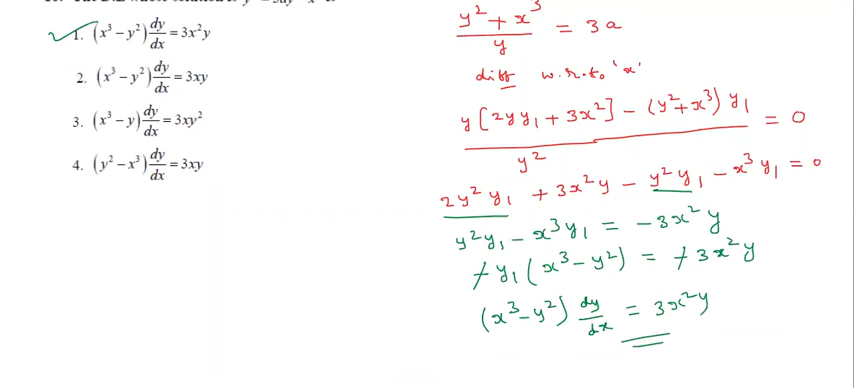 1. (x³ − y²) dy/dx = 3x²y
2. (x³ − y²) dy/dx = 3xy
3. (x³ − y) dy/dx = 3xy²
4. (y² − x³) dy/dx = 3xy
(y² + x³)/y = 3a
diff w.r.to 'x'
(y[2yy₁ + 3x²] − (y² + x³) y₁)/y² = 0
2y²y₁ + 3x²y − y²y₁ − x³y₁ = 0
y²y₁ − x³y₁ = −3x²y
−y₁(x³ − y²) = −3x²y
(x³ − y²) dy/dx = 3x²y